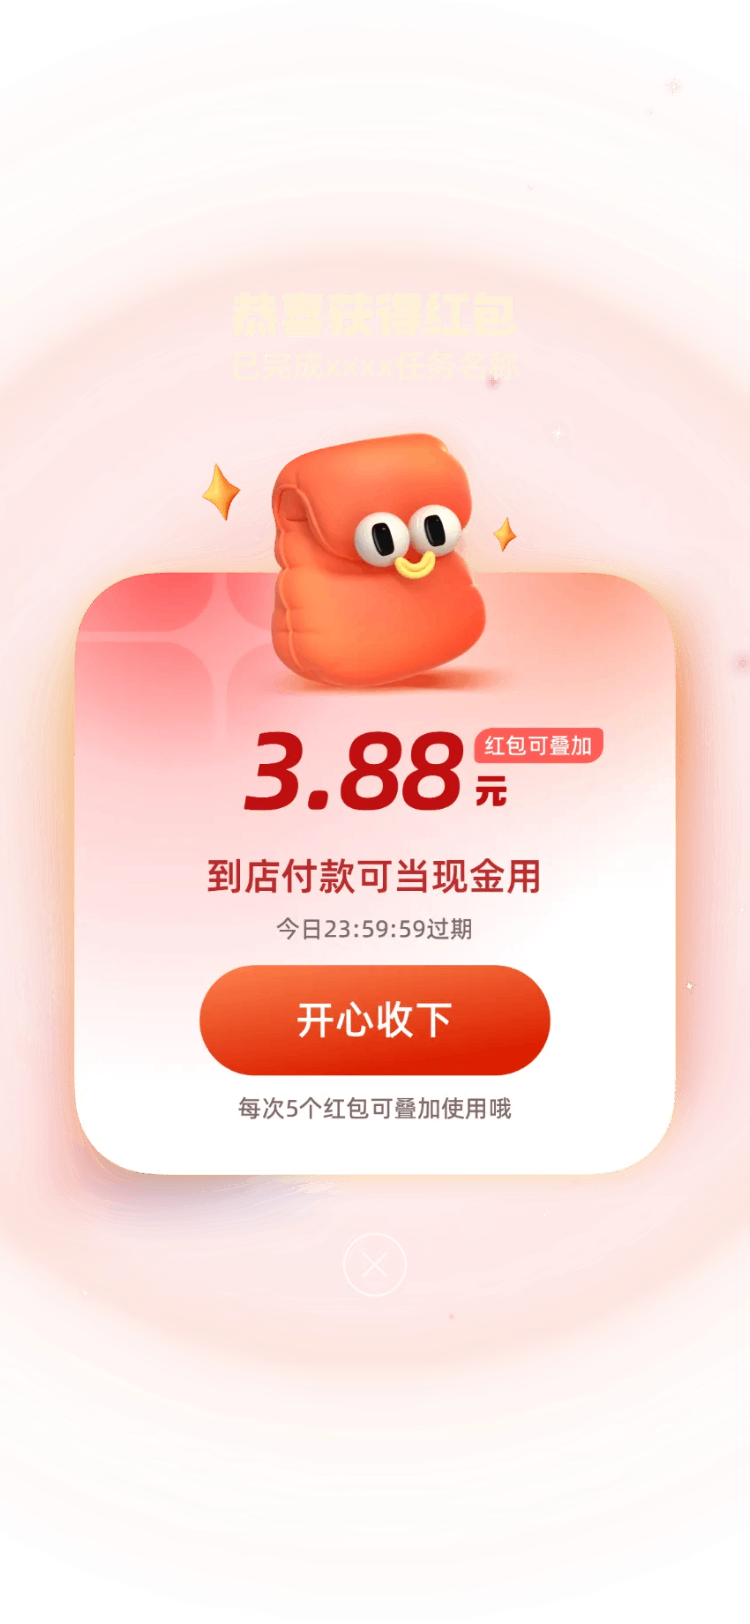 恭喜获得红包
已完成xxxx任务名称
红包可叠加
3.88元
到店付款可当现金用
今日23:59:59过期
开心收下
每次5个红包可叠加使用哦